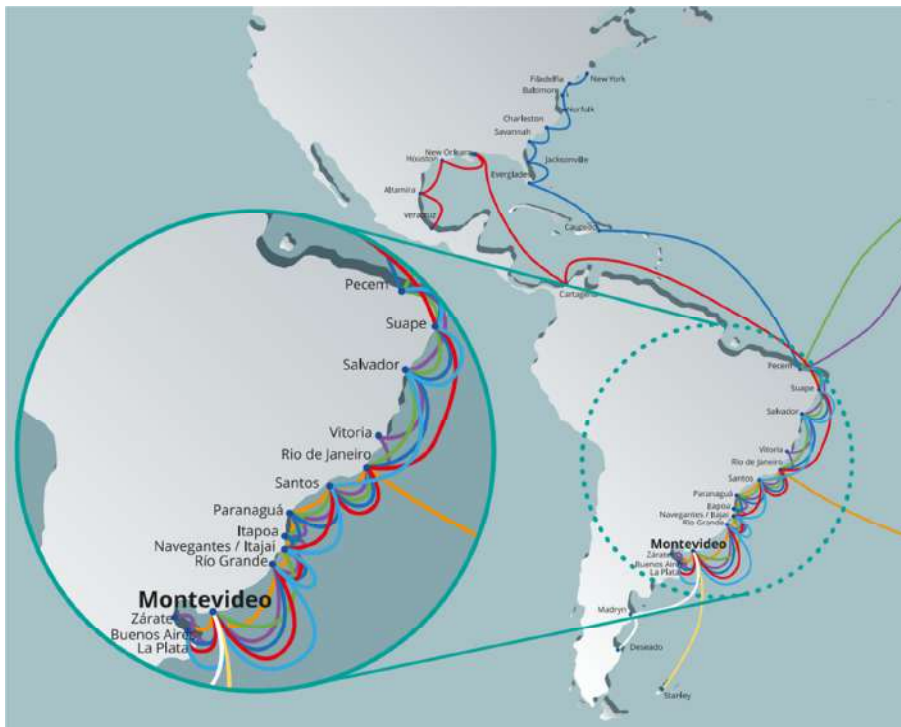 New York
Filadelfia
Baltimore
Norfolk
Charleston
Savannah
New Orleans
Houston
Jacksonville
Everglades
Altamira
veracruz
Caucedo
Cartagena
Pecem
Suape
Salvador
Vitoria
Rio de Janeiro
Santos
Paranaguá
Itapoa
Navegantes / Itajai
Río Grande
Montevideo
Zárate
Buenos Aires
La Plata
Pecem
Suape
Salvador
Vitoria
Rio de Janeiro
Santos
Paranaguá
Itapoa
Navegantes / Itajai
Río Grande
Montevideo
Zárate
Buenos Aires
La Plata
Madryn
Deseado
Stanley